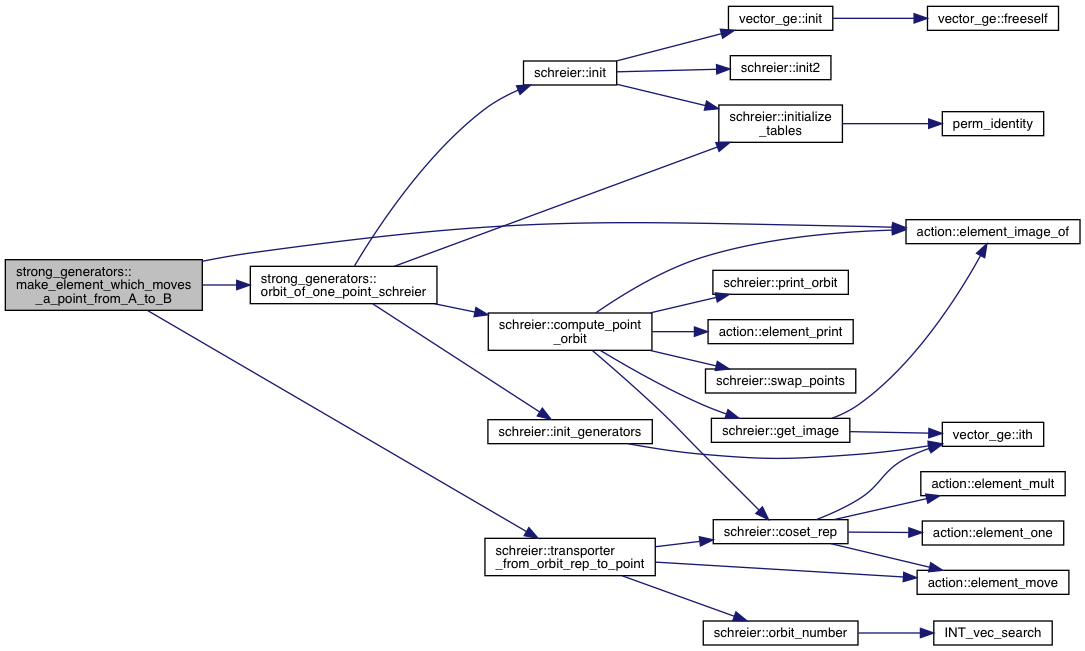 strong_generators::
make_element_which_moves
_a_point_from_A_to_B
strong_generators::
orbit_of_one_point_schreier
schreier::init
schreier::compute_point
_orbit
schreier::init_generators
schreier::transporter
_from_orbit_rep_to_point
vector_ge::init
schreier::init2
schreier::initialize
_tables
schreier::print_orbit
action::element_print
schreier::swap_points
schreier::get_image
schreier::coset_rep
schreier::orbit_number
vector_ge::freeself
perm_identity
action::element_image_of
vector_ge::ith
action::element_mult
action::element_one
action::element_move
INT_vec_search